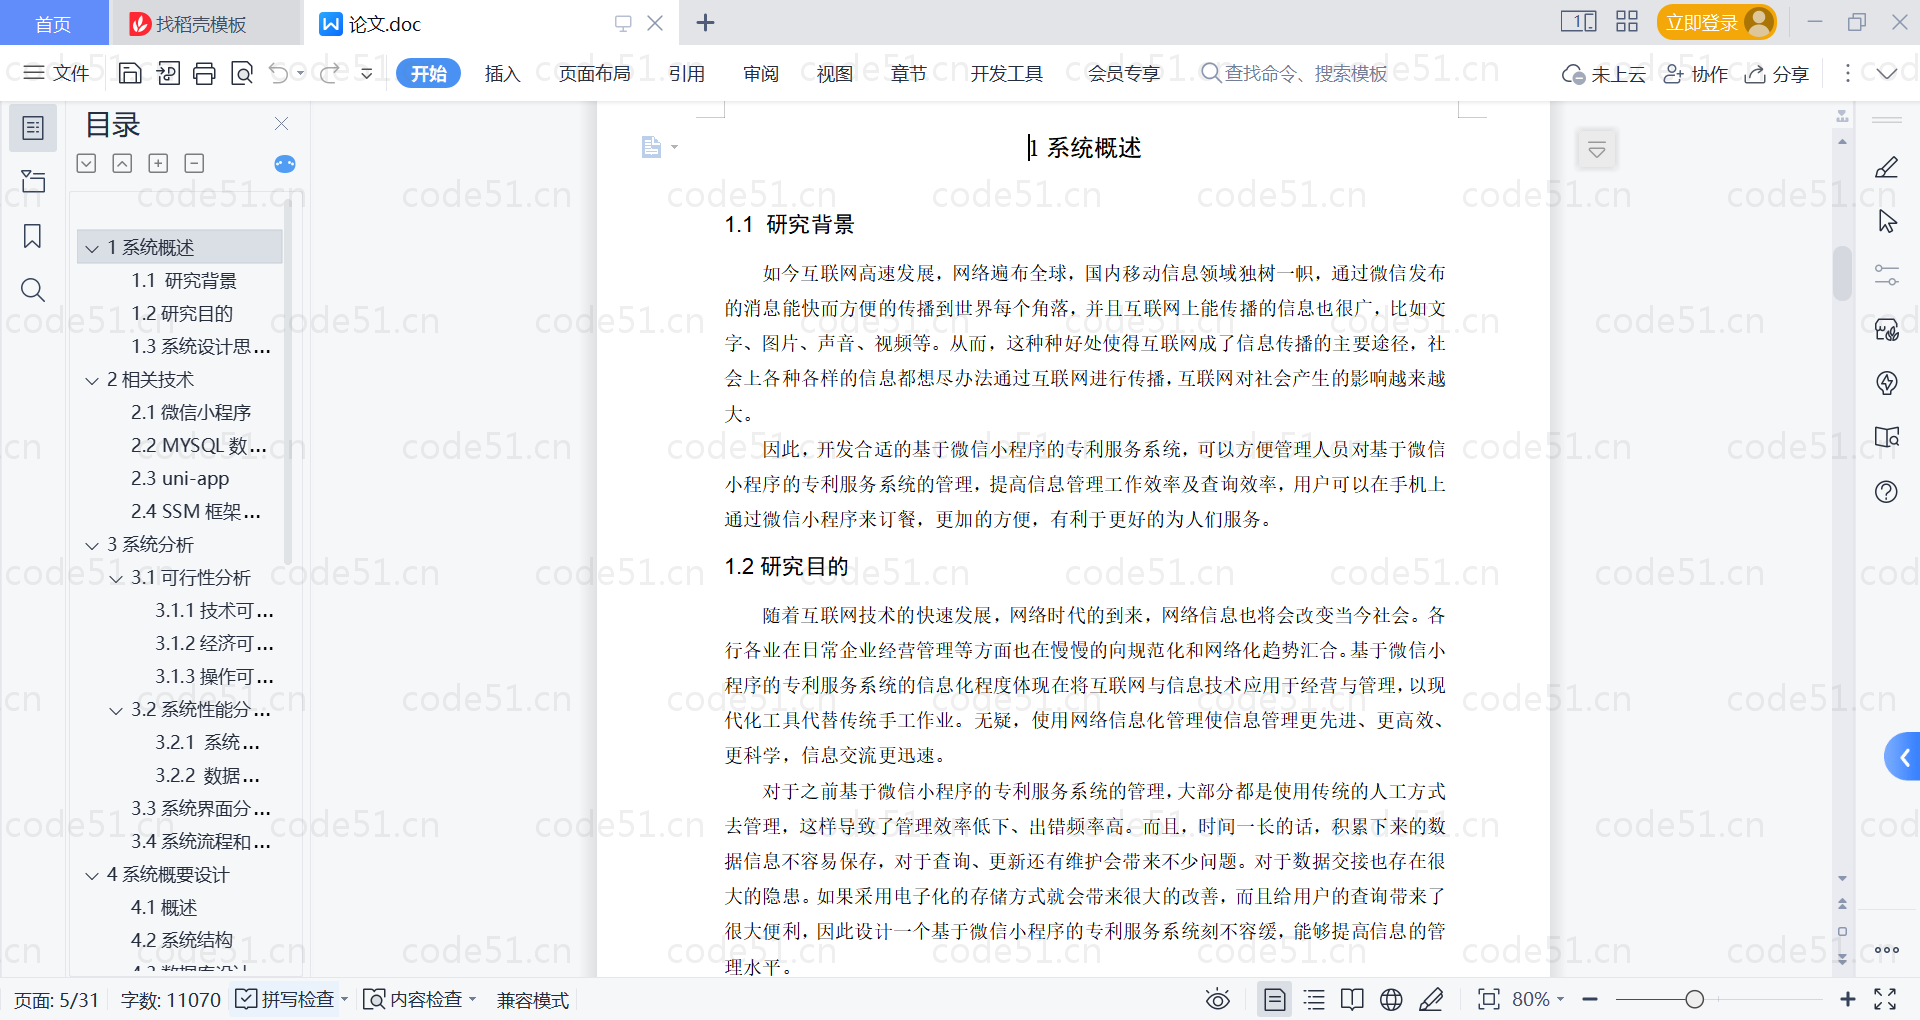 首页
找稻壳模板
论文.doc
立即登录
文件
开始
插入
页面布局
引用
审阅
视图
章节
开发工具
会员专享
查找命令、搜索模板
未上云
协作
分享
目录
1 系统概述
1.1 研究背景
1.2 研究目的
1.3 系统设计思...
2 相关技术
2.1 微信小程序
2.2 MYSQL 数...
2.3 uni-app
2.4 SSM 框架...
3 系统分析
3.1 可行性分析
3.1.1 技术可...
3.1.2 经济可...
3.1.3 操作可...
3.2 系统性能分...
3.2.1 系统...
3.2.2 数据...
3.3 系统界面分...
3.4 系统流程和...
4 系统概要设计
4.1 概述
4.2 系统结构
4.3 数据库设计
1 系统概述
1.1 研究背景
如今互联网高速发展，网络遍布全球，国内移动信息领域独树一帜，通过微信发布
的消息能快而方便的传播到世界每个角落，并且互联网上能传播的信息也很广，比如文
字、图片、声音、视频等。从而，这种种好处使得互联网成了信息传播的主要途径，社
会上各种各样的信息都想尽办法通过互联网进行传播，互联网对社会产生的影响越来越
大。
因此，开发合适的基于微信小程序的专利服务系统，可以方便管理人员对基于微信
小程序的专利服务系统的管理，提高信息管理工作效率及查询效率，用户可以在手机上
通过微信小程序来订餐，更加的方便，有利于更好的为人们服务。
1.2 研究目的
随着互联网技术的快速发展，网络时代的到来，网络信息也将会改变当今社会。各
行各业在日常企业经营管理等方面也在慢慢的向规范化和网络化趋势汇合。基于微信小
程序的专利服务系统的信息化程度体现在将互联网与信息技术应用于经营与管理，以现
代化工具代替传统手工作业。无疑，使用网络信息化管理使信息管理更先进、更高效、
更科学，信息交流更迅速。
对于之前基于微信小程序的专利服务系统的管理，大部分都是使用传统的人工方式
去管理，这样导致了管理效率低下、出错频率高。而且，时间一长的话，积累下来的数
据信息不容易保存，对于查询、更新还有维护会带来不少问题。对于数据交接也存在很
大的隐患。如果采用电子化的存储方式就会带来很大的改善，而且给用户的查询带来了
很大便利，因此设计一个基于微信小程序的专利服务系统刻不容缓，能够提高信息的管
理水平。
页面: 5/31
字数: 11070
拼写检查
内容检查
兼容模式
80%
code51.cn